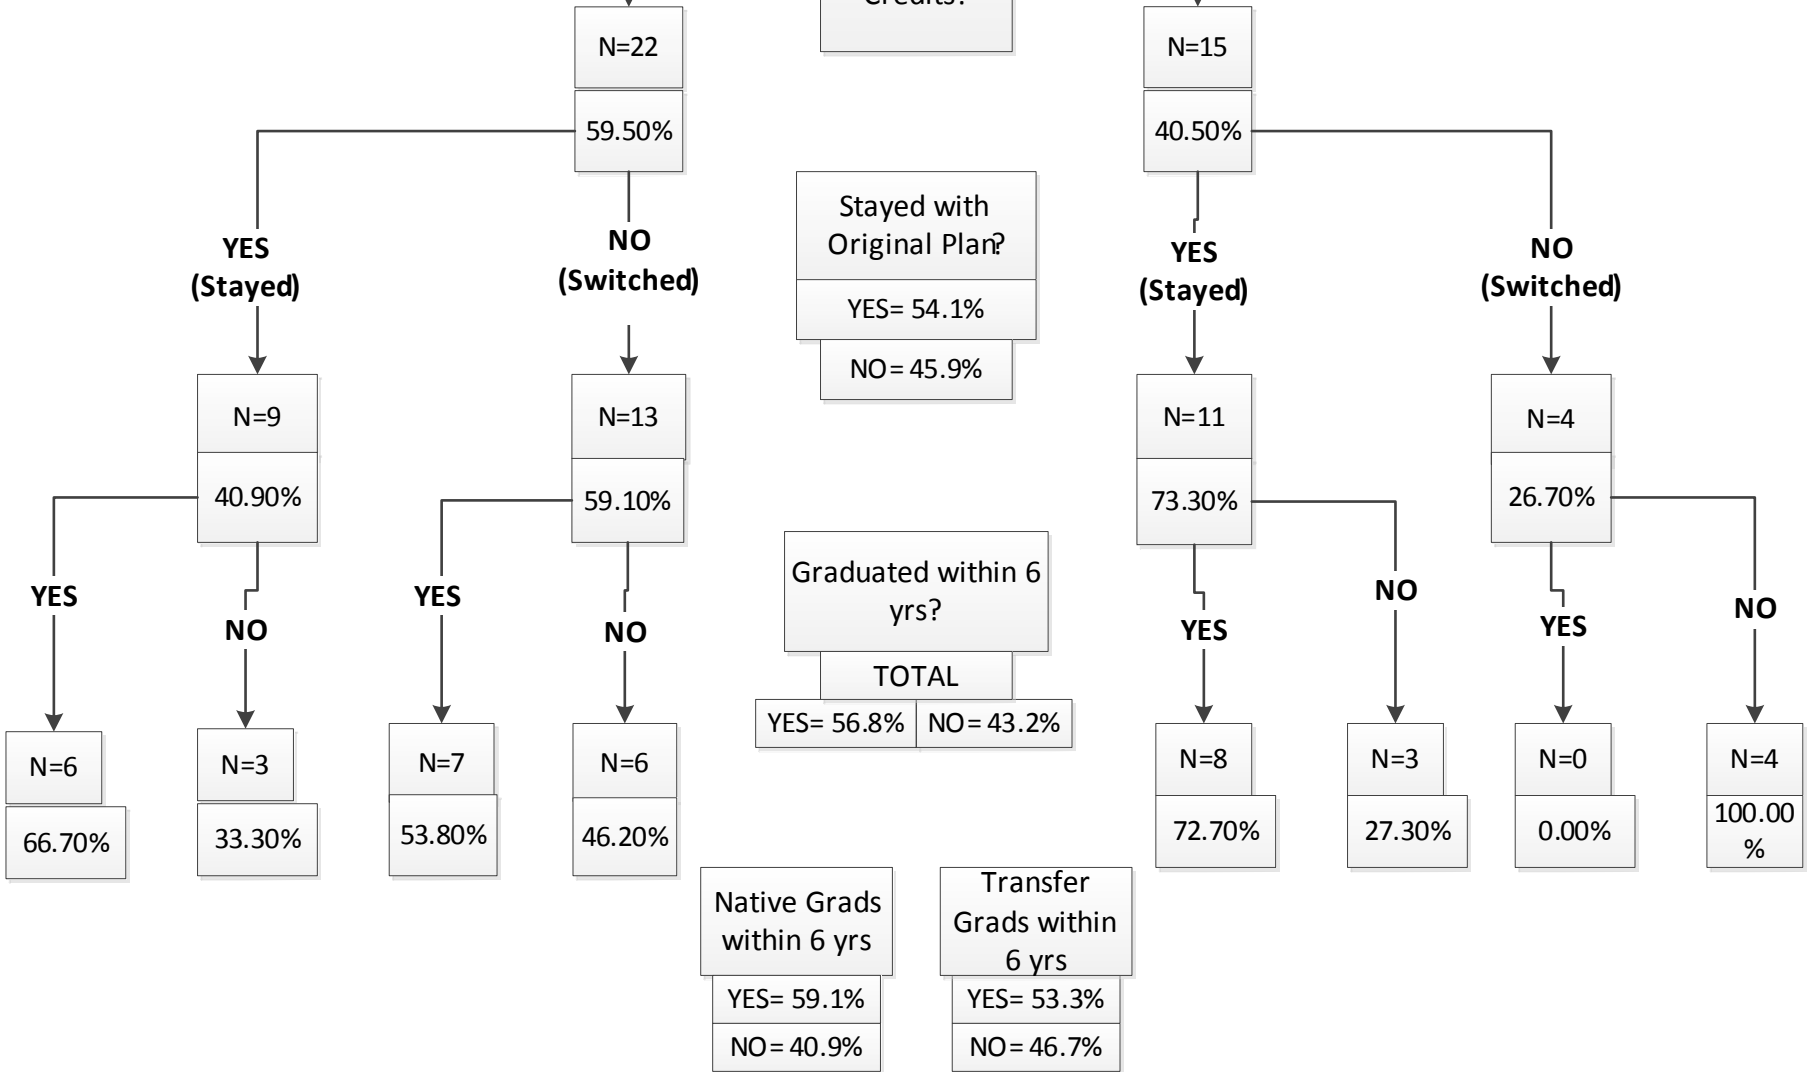 Credits?
N=22
N=15
59.50%
40.50%
Stayed with
Original Plan?
YES
(Stayed)
NO
(Switched)
YES
(Stayed)
NO
(Switched)
YES= 54.1%
NO= 45.9%
N=9
N=13
N=11
N=4
40.90%
59.10%
73.30%
26.70%
Graduated within 6
yrs?
YES
NO
YES
NO
YES
NO
YES
NO
TOTAL
YES= 56.8%
NO= 43.2%
N=6
N=3
N=7
N=6
N=8
N=3
N=0
N=4
66.70%
33.30%
53.80%
46.20%
72.70%
27.30%
0.00%
100.00
%
Native Grads
within 6 yrs
Transfer
Grads within
6 yrs
YES= 59.1%
YES= 53.3%
NO= 40.9%
NO= 46.7%